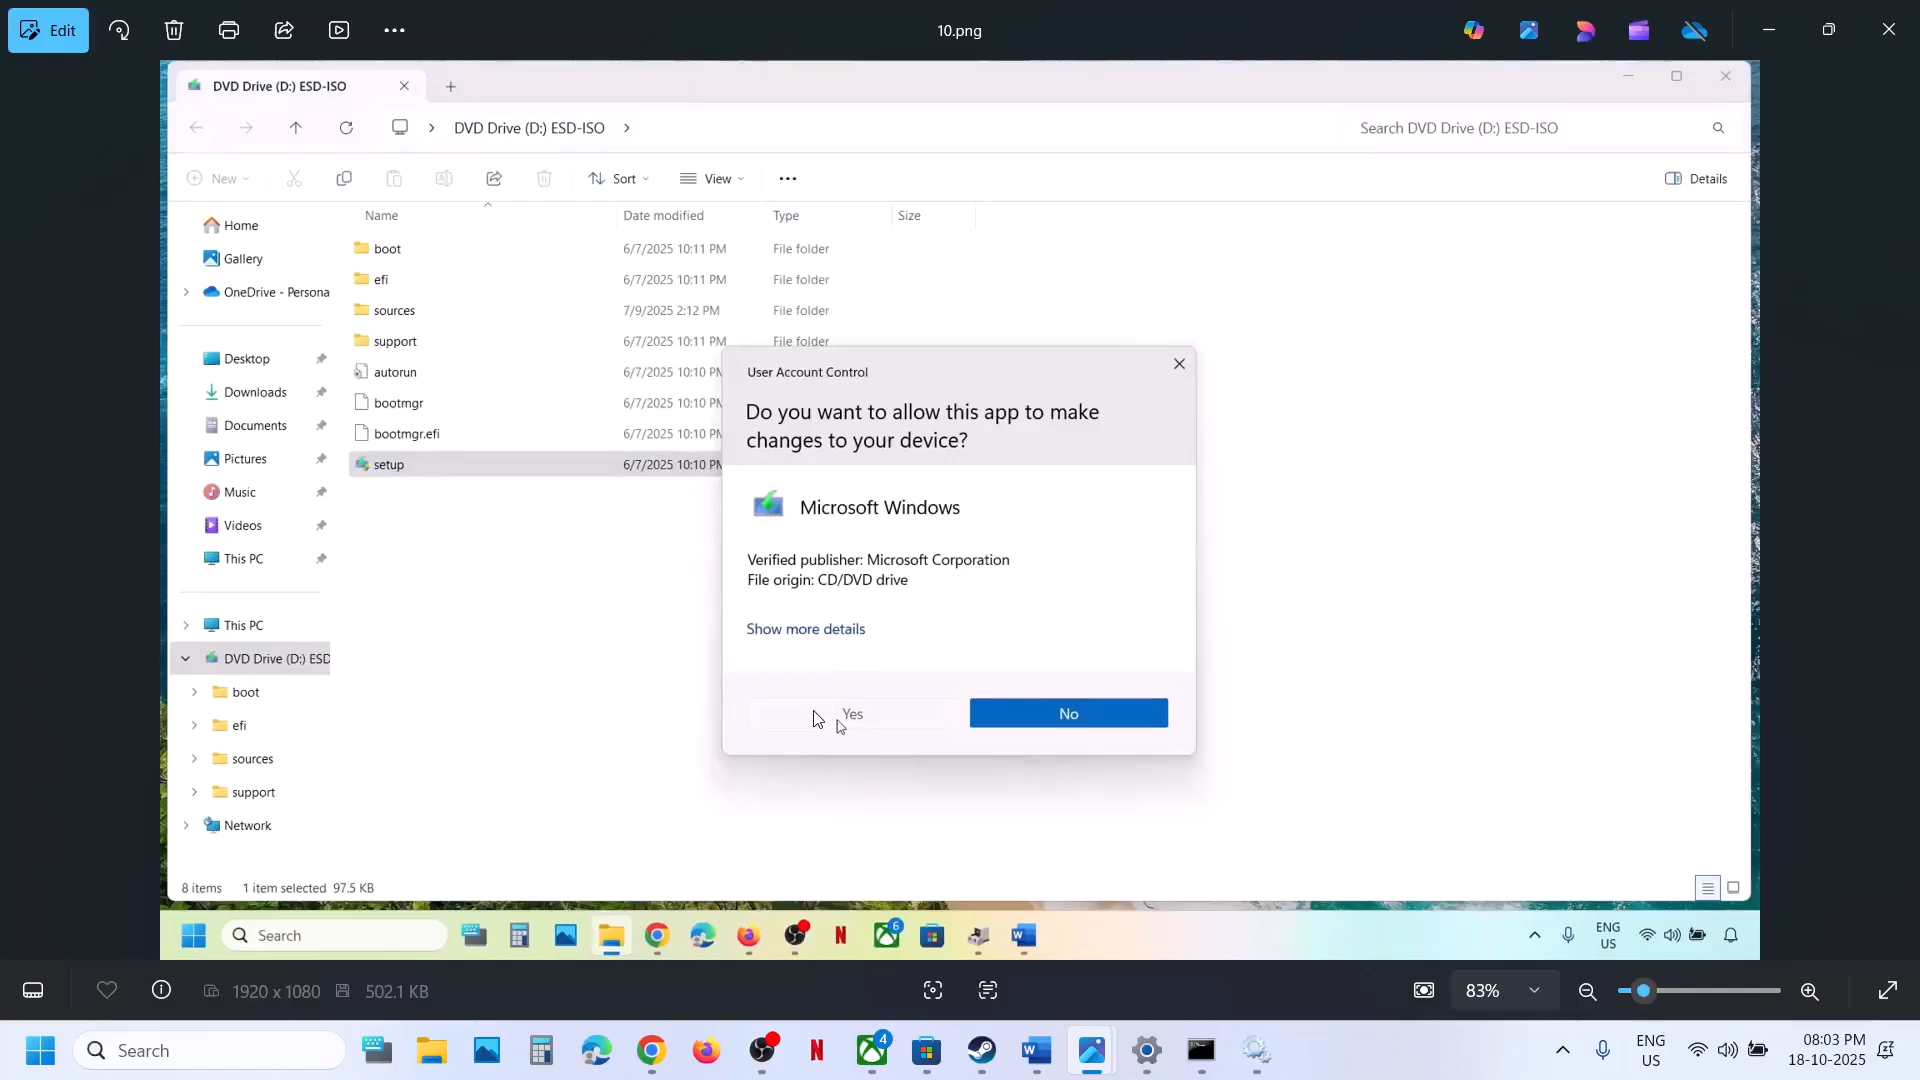 Edit
10.png
DVD Drive (D:) ESD-ISO
DVD Drive (D:) ESD-ISO
Search DVD Drive (D:) ESD-ISO
New
Sort
View
Details
Name
Date modified
Type
Size
Home
Gallery
OneDrive - Persona
Desktop
Downloads
Documents
Pictures
Music
Videos
This PC
This PC
DVD Drive (D:) ESD
boot
efi
sources
support
Network
boot 6/7/2025 10:11 PM File folder
efi 6/7/2025 10:11 PM File folder
sources 7/9/2025 2:12 PM File folder
support 6/7/2025 10:11 PM File folder
autorun 6/7/2025 10:10 PM
bootmgr 6/7/2025 10:10 PM
bootmgr.efi 6/7/2025 10:10 PM
setup 6/7/2025 10:10 PM
User Account Control
Do you want to allow this app to make
changes to your device?
Microsoft Windows
Verified publisher: Microsoft Corporation
File origin: CD/DVD drive
Show more details
Yes
No
8 items 1 item selected 97.5 KB
Search
6
ENG
US
1920 x 1080 502.1 KB
83%
Search
4
ENG
US
08:03 PM
18-10-2025